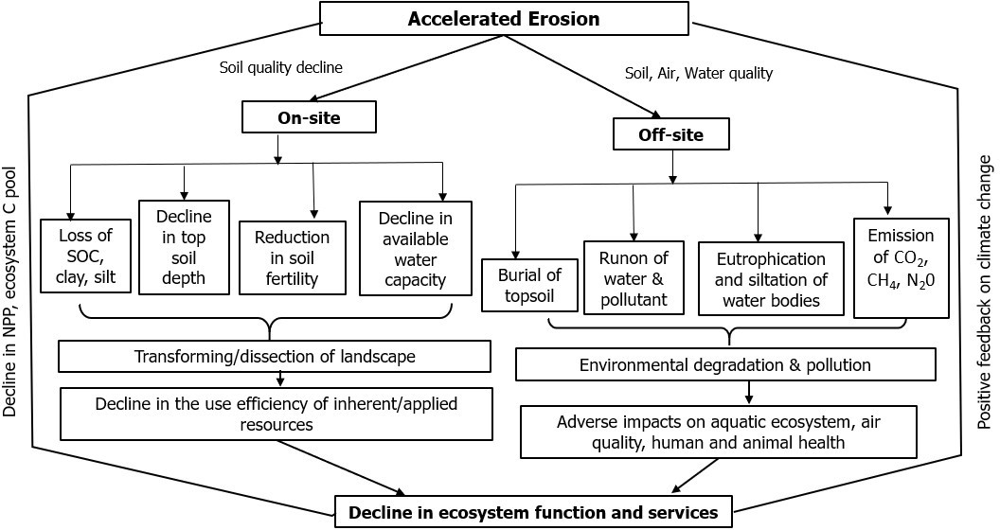 Accelerated Erosion
Soil quality decline
Soil, Air, Water quality
On-site
Off-site
Decline in NPP, ecosystem C pool
Positive feedback on climate change
Loss of
SOC,
clay, silt
Decline
in top
soil
depth
Reduction
in soil
fertility
Decline in
available
water
capacity
Burial of
topsoil
Runon of
water &
pollutant
Eutrophication
and siltation of
water bodies
Emission
of CO₂,
CH₄, N₂0
Transforming/dissection of landscape
Environmental degradation & pollution
Decline in the use efficiency of inherent/applied
resources
Adverse impacts on aquatic ecosystem, air
quality, human and animal health
Decline in ecosystem function and services